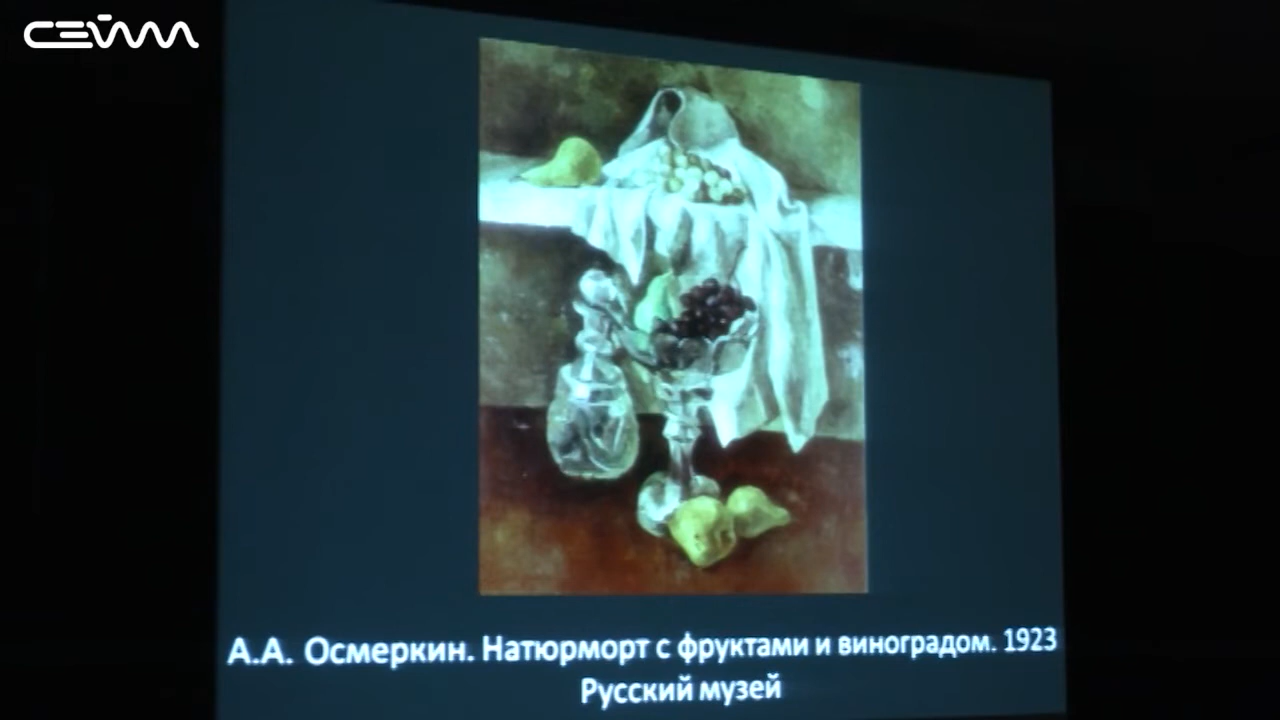 СЕЙМ
А.А. Осмеркин. Натюрморт с фруктами и виноградом. 1923
Русский музей